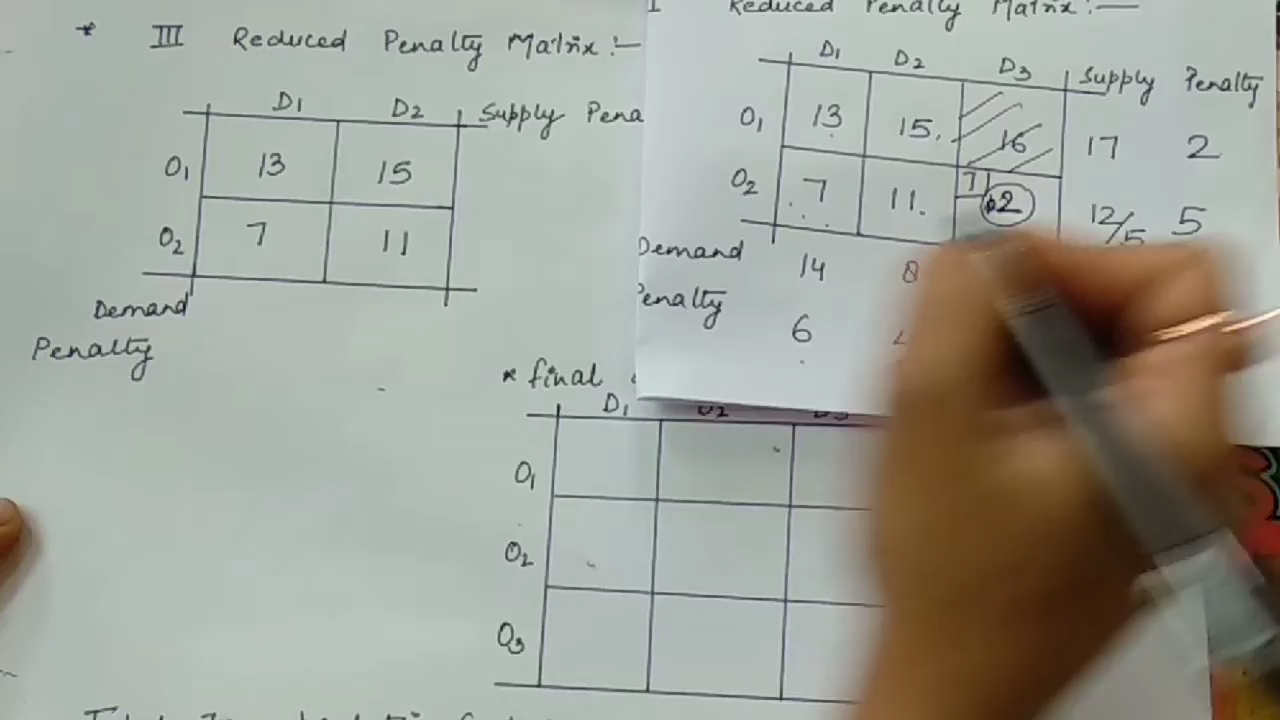 * III Reduced Penalty Matrix :-
D1 D2 Supply Pena
O1 13 15
O2 7 11
Demand
Penalty
Reduced Penalty Matrix :-
D1 D2 D3 Supply Penalty
O1 13 15 16 17 2
O2 7 11 7 2 12/5 5
Demand 14 8
Penalty 6
* final
D1 D2
O1
O2
O3